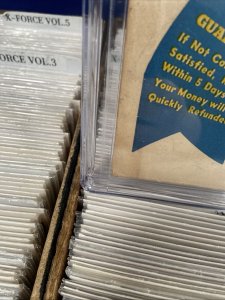 X-FORCE VOL.5
FORCE VOL.3
GUA
If Not Co
Satisfied,
Within 5 Days
Your Money will
Quickly Refunde